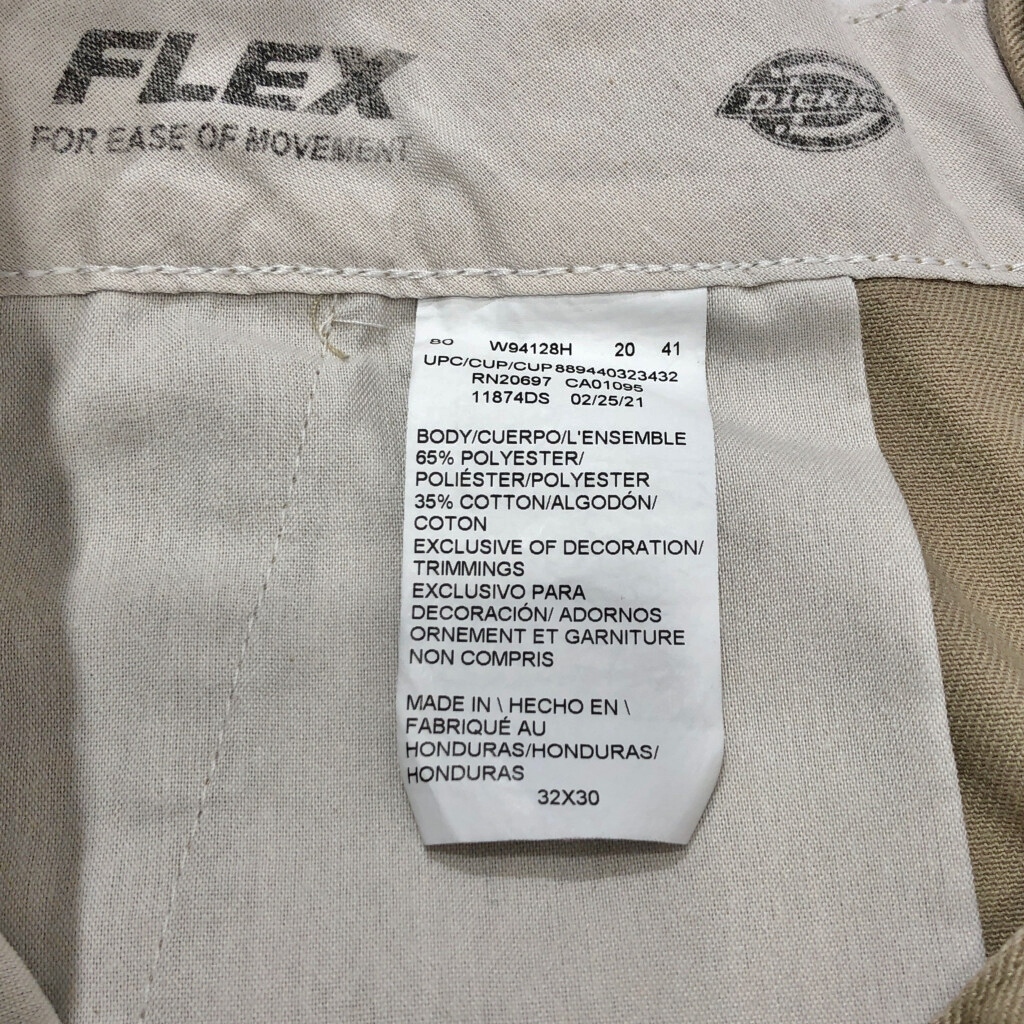 FLEX
FOR EASE OF MOVEMENT
Dickies
BO W94128H 20 41
UPC/CUP/CUP 889440323432
RN20697 CA01095
11874DS 02/25/21
BODY/CUERPO/L'ENSEMBLE
65% POLYESTER/
POLIÉSTER/POLYESTER
35% COTTON/ALGODÓN/
COTON
EXCLUSIVE OF DECORATION/
TRIMMINGS
EXCLUSIVO PARA
DECORACIÓN/ ADORNOS
ORNEMENT ET GARNITURE
NON COMPRIS
MADE IN \ HECHO EN \
FABRIQUÉ AU
HONDURAS/HONDURAS/
HONDURAS
32X30